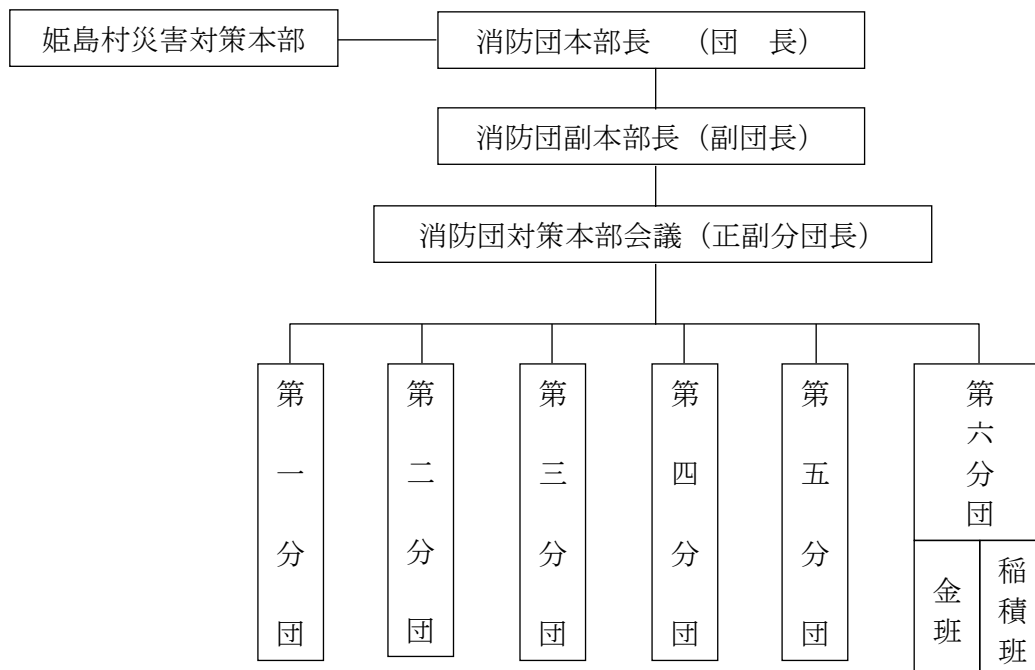 姫島村災害対策本部
消防団本部長　（団　長）
消防団副本部長（副団長）
消防団対策本部会議（正副分団長）
第一分団
第二分団
第三分団
第四分団
第五分団
第六分団
金班
稲積班